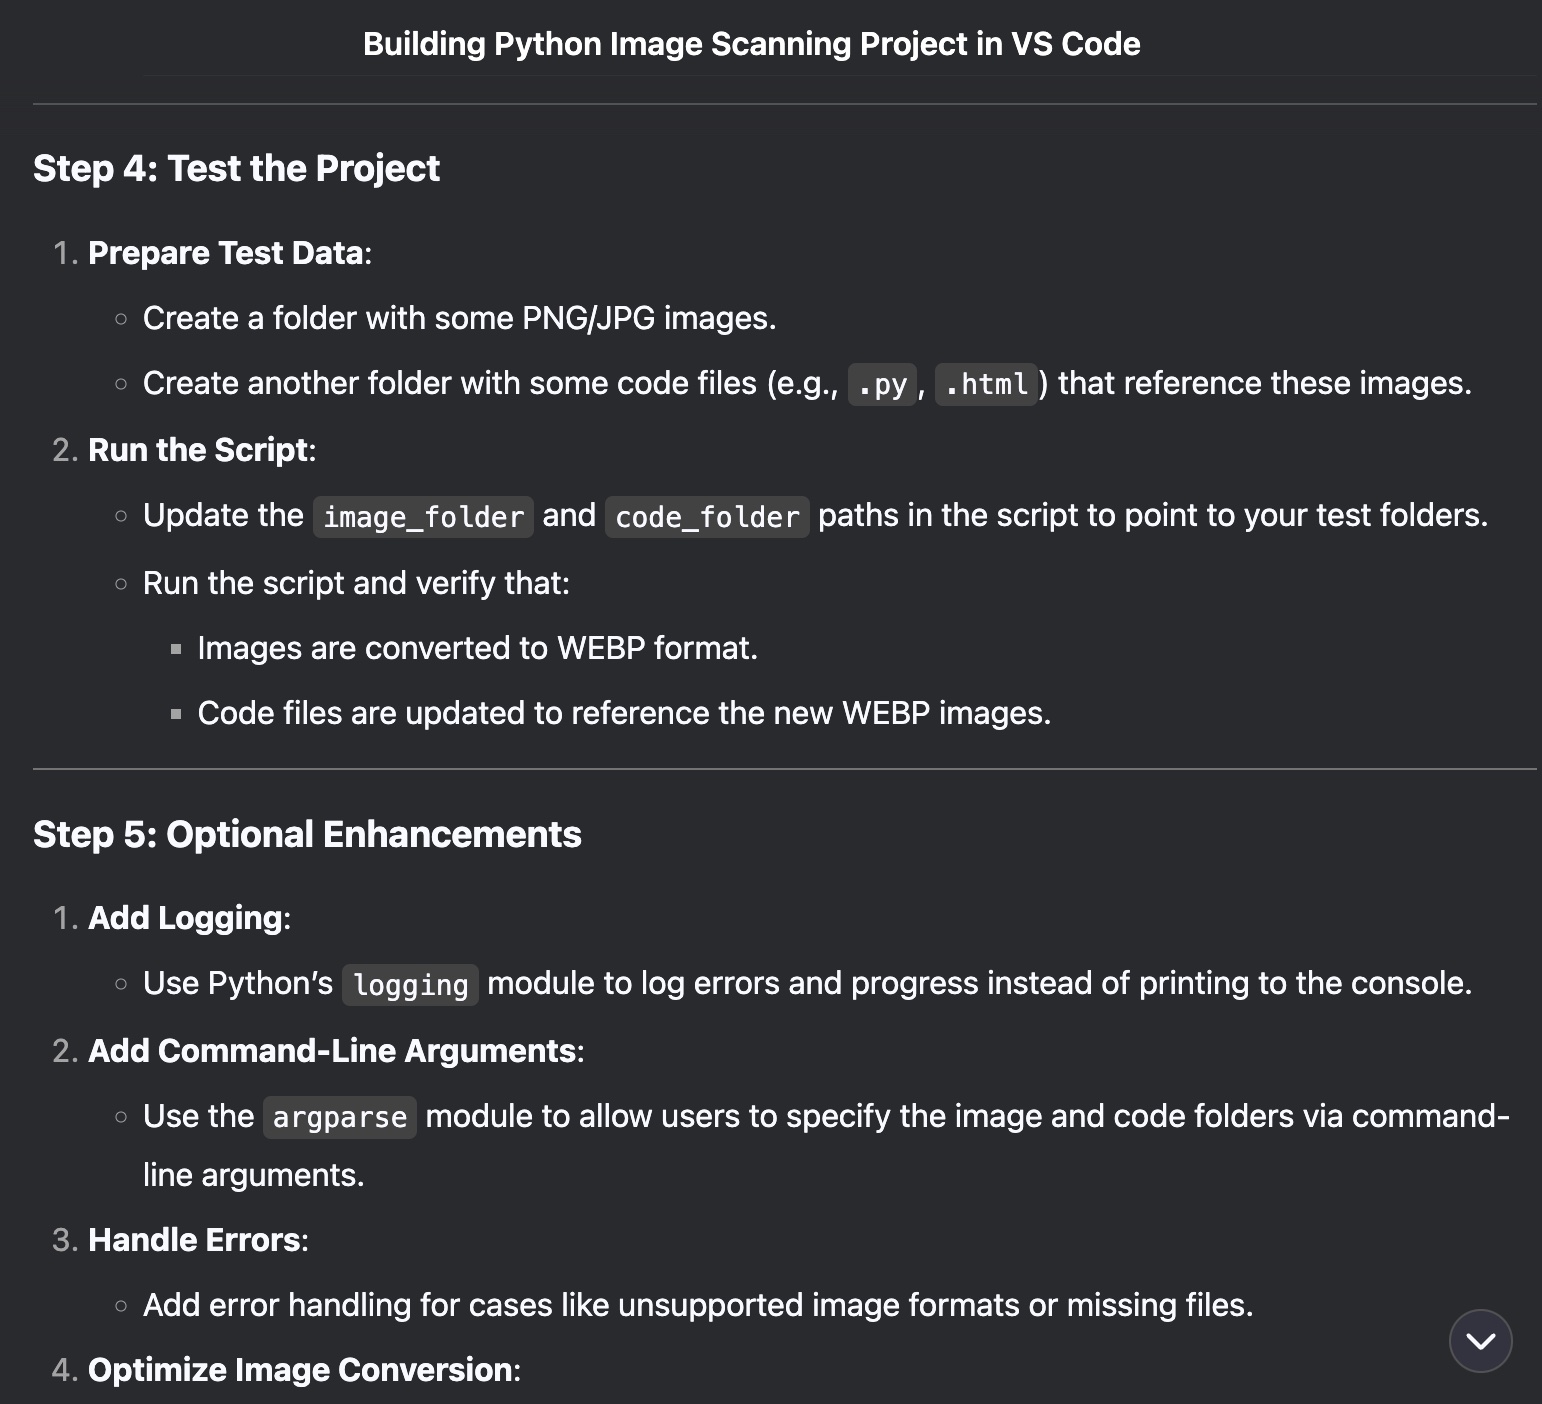 Building Python Image Scanning Project in VS Code
Step 4: Test the Project
1. Prepare Test Data:
Create a folder with some PNG/JPG images.
Create another folder with some code files (e.g., .py, .html) that reference these images.
2. Run the Script:
Update the image_folder and code_folder paths in the script to point to your test folders.
Run the script and verify that:
Images are converted to WEBP format.
Code files are updated to reference the new WEBP images.
Step 5: Optional Enhancements
1. Add Logging:
Use Python’s logging module to log errors and progress instead of printing to the console.
2. Add Command-Line Arguments:
Use the argparse module to allow users to specify the image and code folders via command-
line arguments.
3. Handle Errors:
Add error handling for cases like unsupported image formats or missing files.
4. Optimize Image Conversion: